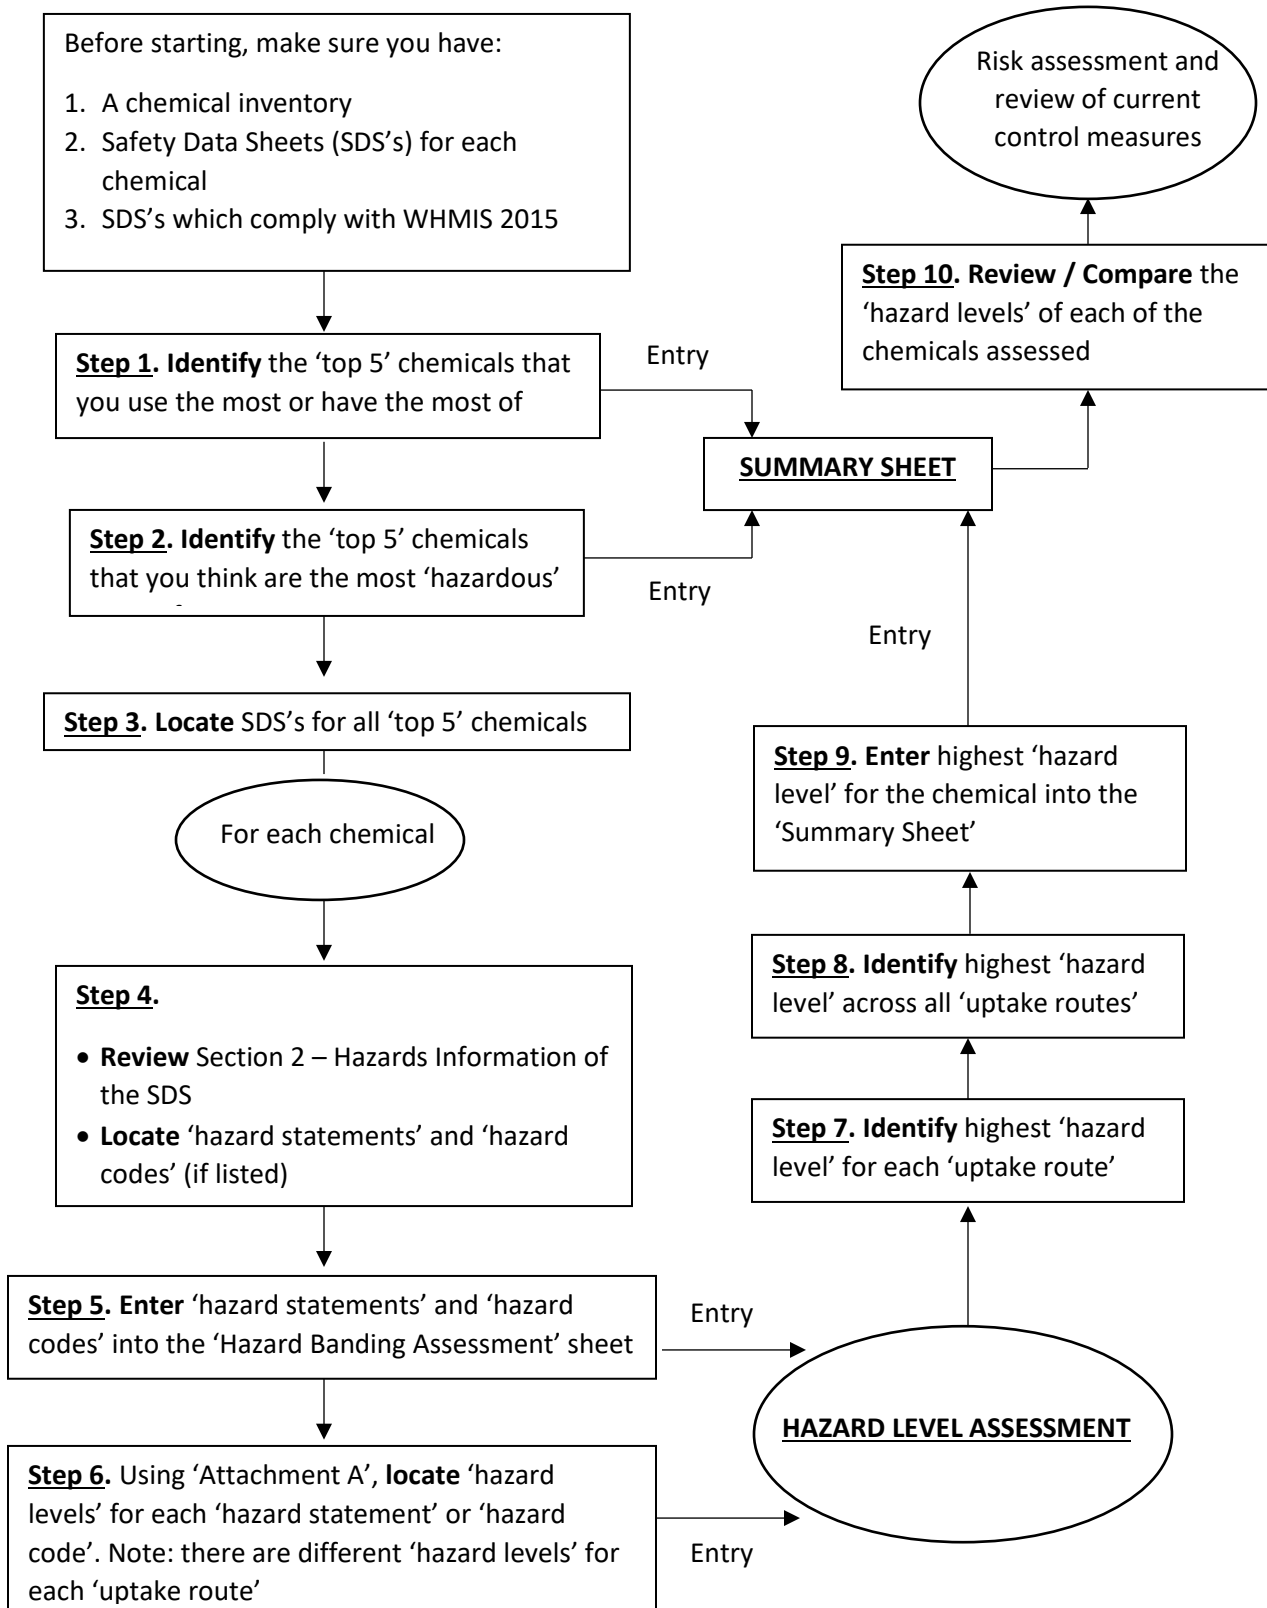 Before starting, make sure you have:
1. A chemical inventory
2. Safety Data Sheets (SDS's) for each
chemical
3. SDS's which comply with WHMIS 2015
Step 1. Identify the ‘top 5’ chemicals that
you use the most or have the most of
Entry
Step 2. Identify the ‘top 5’ chemicals
that you think are the most ‘hazardous’
Entry
Step 3. Locate SDS's for all ‘top 5’ chemicals
For each chemical
Step 4.
• Review Section 2 – Hazards Information of
the SDS
• Locate ‘hazard statements’ and ‘hazard
codes’ (if listed)
Step 5. Enter ‘hazard statements’ and ‘hazard
codes’ into the ‘Hazard Banding Assessment’ sheet
Entry
Step 6. Using ‘Attachment A’, locate ‘hazard
levels’ for each ‘hazard statement’ or ‘hazard
code’. Note: there are different ‘hazard levels’ for
each ‘uptake route’
Entry
HAZARD LEVEL ASSESSMENT
Step 7. Identify highest ‘hazard
level’ for each ‘uptake route’
Step 8. Identify highest ‘hazard
level’ across all ‘uptake routes’
Step 9. Enter highest ‘hazard
level’ for the chemical into the
‘Summary Sheet’
Entry
SUMMARY SHEET
Step 10. Review / Compare the
‘hazard levels’ of each of the
chemicals assessed
Risk assessment and
review of current
control measures